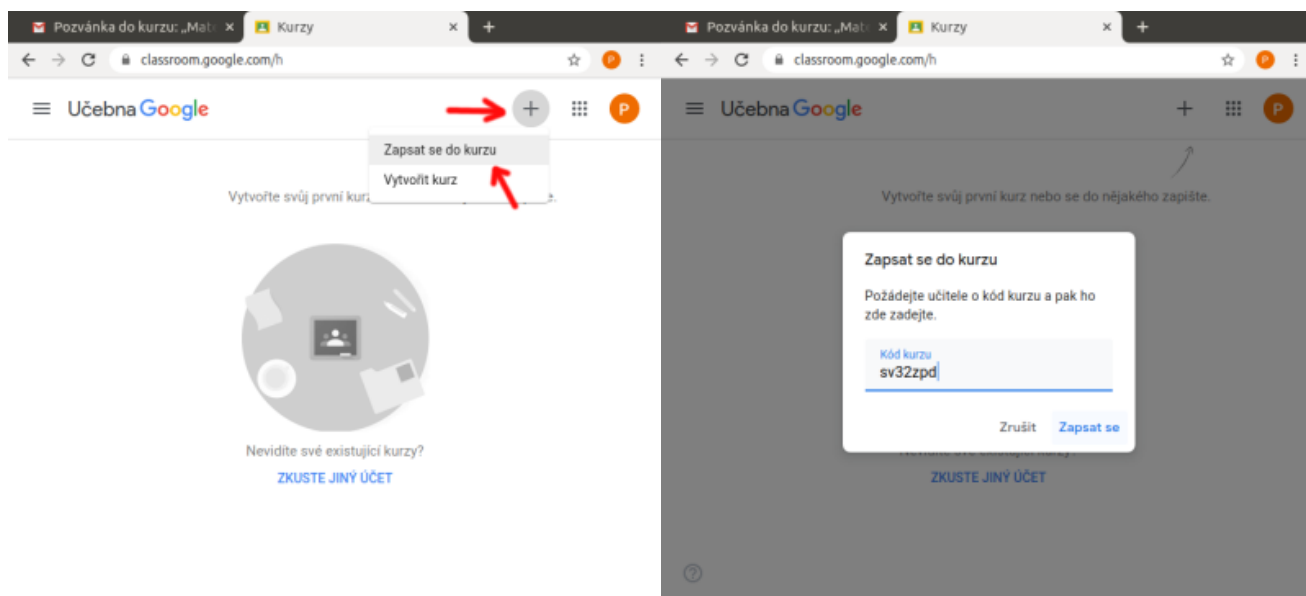 Pozvánka do kurzu: „Mat
Kurzy
classroom.google.com/h
P
Učebna Google
P
Zapsat se do kurzu
Vytvořit kurz
Vytvořte svůj první kurz
Nevidíte své existující kurzy?
ZKUSTE JINÝ ÚČET
Pozvánka do kurzu: „Mat
Kurzy
classroom.google.com/h
P
Učebna Google
P
Vytvořte svůj první kurz nebo se do nějakého zapište.
Zapsat se do kurzu
Požádejte učitele o kód kurzu a pak ho
zde zadejte.
Kód kurzu
sv32zpd
Zrušit Zapsat se
ZKUSTE JINÝ ÚČET